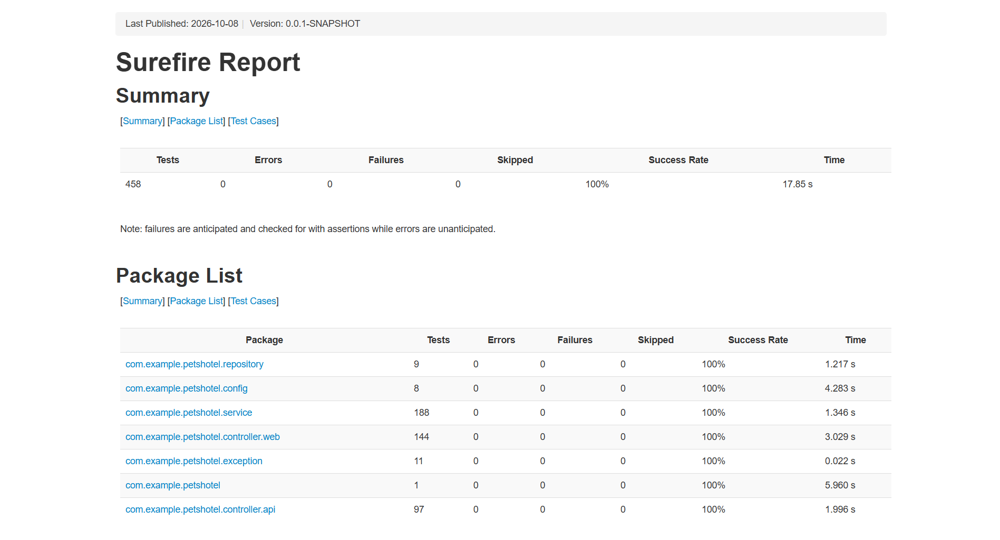 Last Published: 2026-10-08 | Version: 0.0.1-SNAPSHOT
Surefire Report
Summary
[Summary] [Package List] [Test Cases]
Tests Errors Failures Skipped Success Rate Time
458 0 0 0 100% 17.85 s
Note: failures are anticipated and checked for with assertions while errors are unanticipated.
Package List
[Summary] [Package List] [Test Cases]
Package Tests Errors Failures Skipped Success Rate Time
com.example.petshotel.repository 9 0 0 0 100% 1.217 s
com.example.petshotel.config 8 0 0 0 100% 4.283 s
com.example.petshotel.service 188 0 0 0 100% 1.346 s
com.example.petshotel.controller.web 144 0 0 0 100% 3.029 s
com.example.petshotel.exception 11 0 0 0 100% 0.022 s
com.example.petshotel 1 0 0 0 100% 5.960 s
com.example.petshotel.controller.api 97 0 0 0 100% 1.996 s